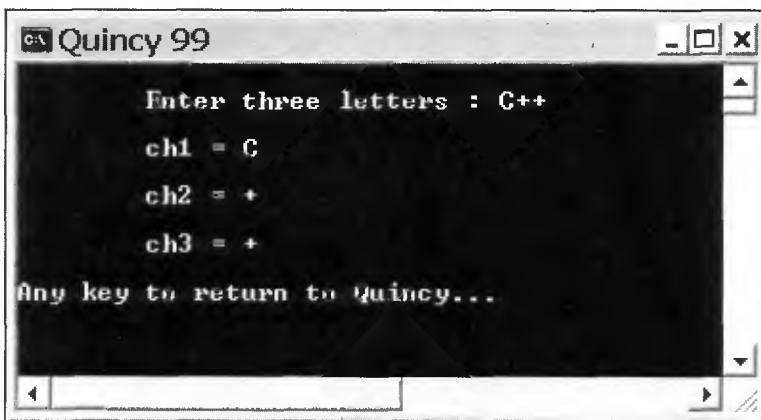 Quincy 99
Enter three letters : C++
ch1 = C
ch2 = +
ch3 = +
Any key to return to Quincy...